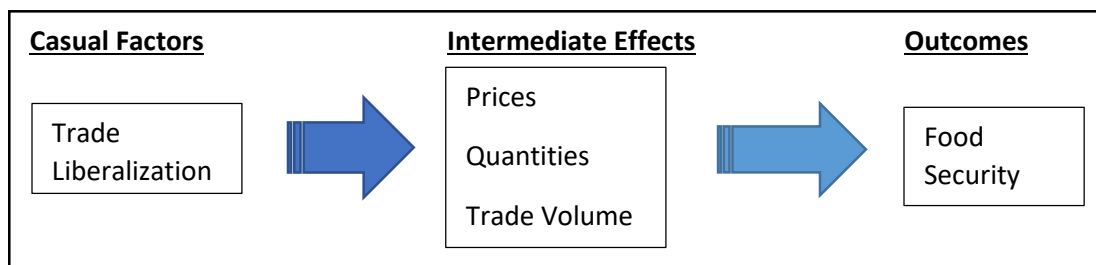 Casual Factors
Intermediate Effects
Outcomes
Trade
Liberalization
Prices
Quantities
Trade Volume
Food
Security